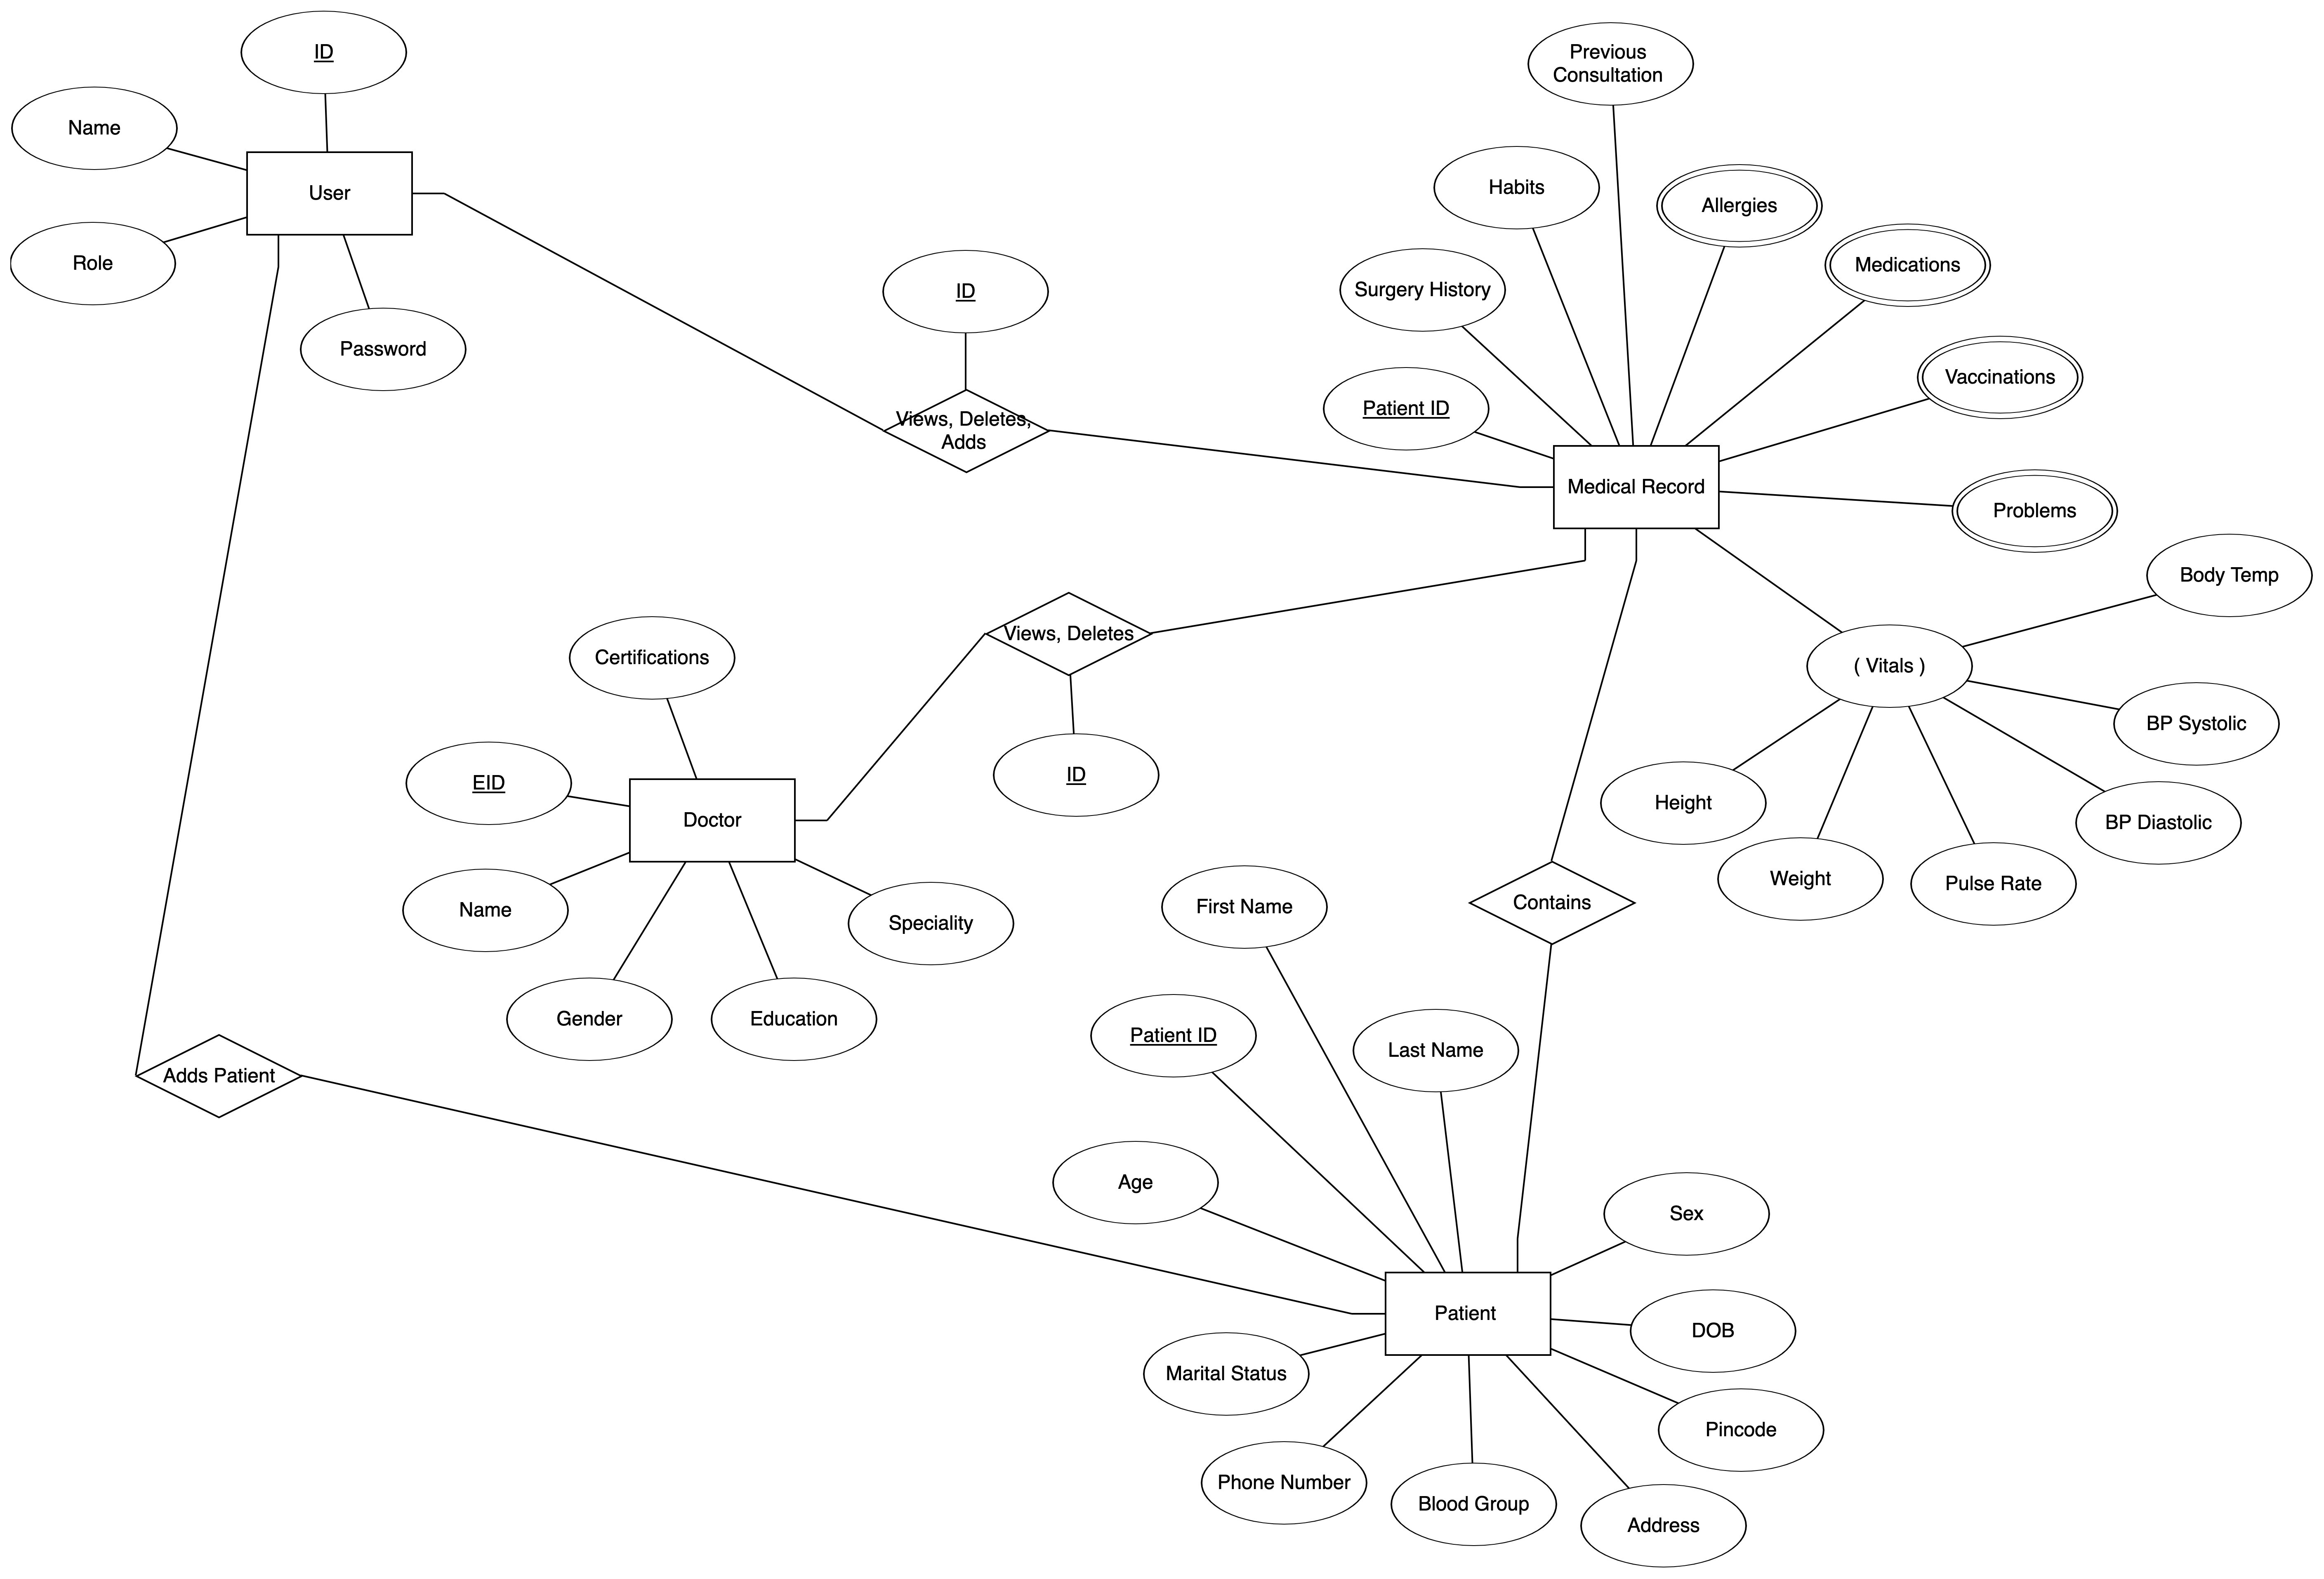 ID
Name
User
Role
Password
ID
Views, Deletes,
Adds
Previous
Consultation
Habits
Allergies
Surgery History
Medications
Patient ID
Vaccinations
Medical Record
Problems
Body Temp
( Vitals )
BP Systolic
BP Diastolic
Height
Weight
Pulse Rate
Views, Deletes
ID
Certifications
EID
Doctor
Name
Speciality
Gender
Education
Contains
First Name
Patient ID
Last Name
Adds Patient
Age
Sex
Patient
DOB
Marital Status
Pincode
Phone Number
Blood Group
Address